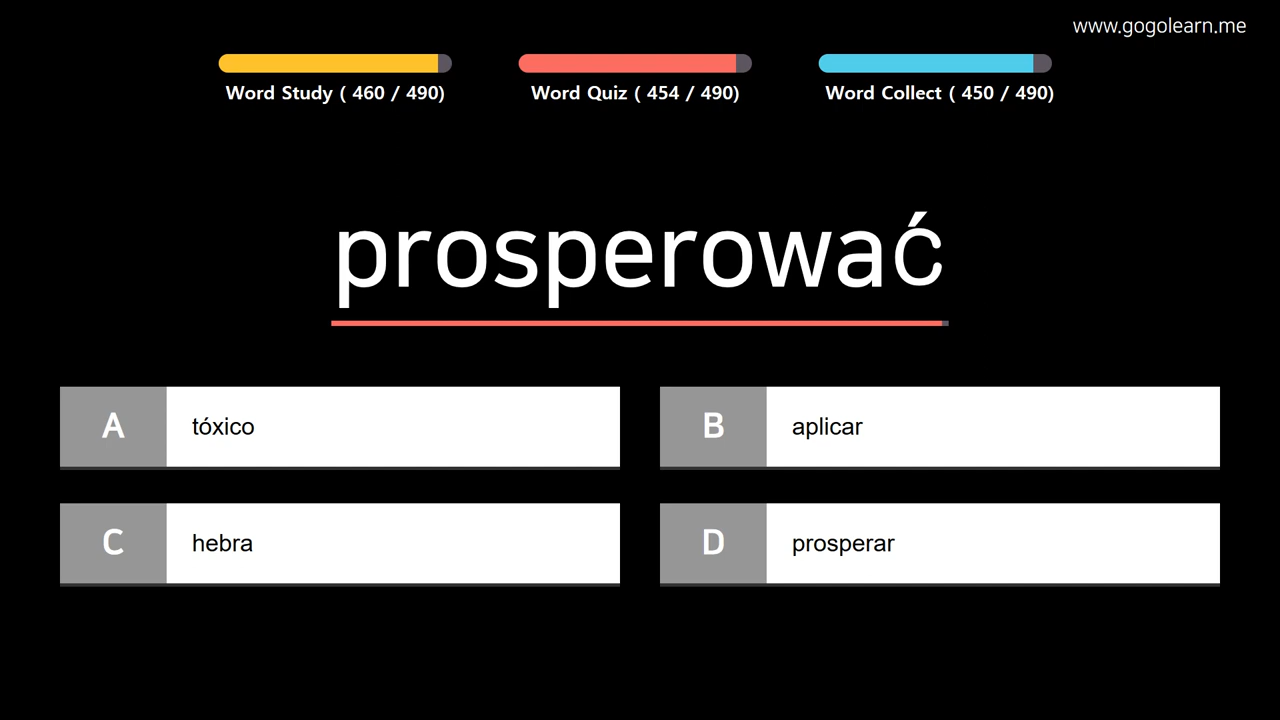 www.gogolearn.me
Word Study ( 460 / 490)
Word Quiz ( 454 / 490)
Word Collect ( 450 / 490)
prosperować
A tóxico
B aplicar
C hebra
D prosperar